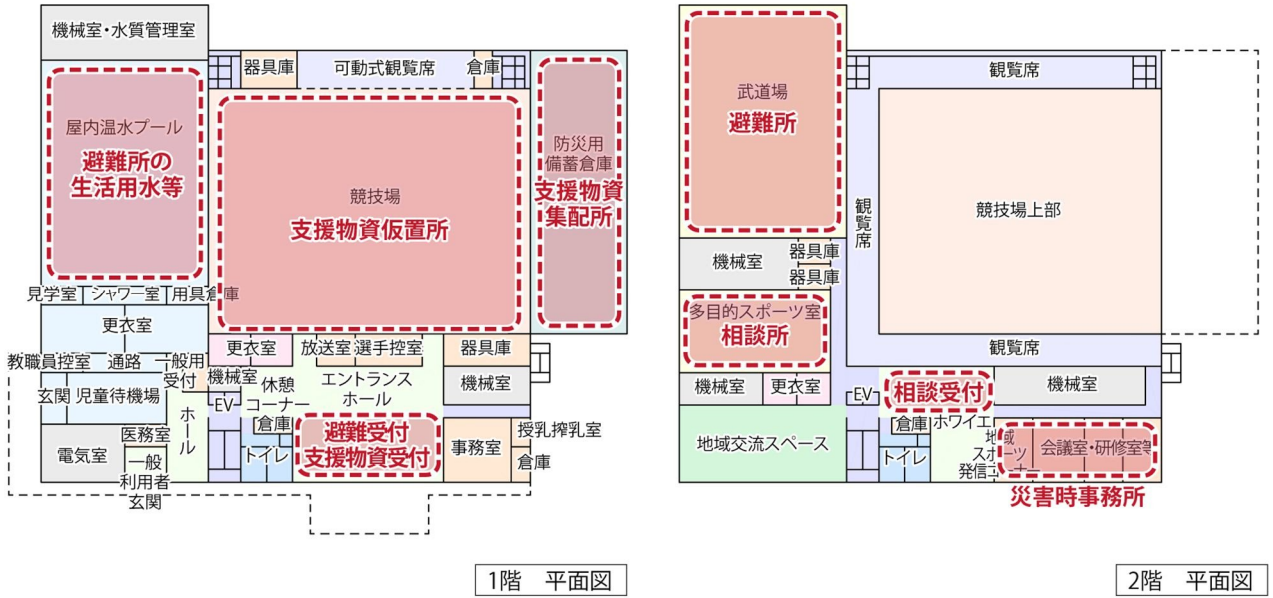 機械室・水質管理室
器具庫
可動式観覧席
倉庫
屋内温水プール
避難所の
生活用水等
競技場
支援物資仮置所
防災用
備蓄倉庫
支援物資
集配所
見学室
シャワー室
用具倉庫
更衣室
教職員控室
通路
一般用
受付
玄関
児童待機場
電気室
医務室
一般
利用者
玄関
ホール
更衣室
機械室
EV
休憩
コーナー
倉庫
トイレ
放送室
選手控室
エントランス
ホール
避難受付
支援物資受付
器具庫
機械室
事務室
授乳搾乳室
倉庫
1階 平面図
武道場
避難所
観覧席
観覧席
競技場上部
機械室
器具庫
器具庫
多目的スポーツ室
相談所
観覧席
機械室
更衣室
EV
相談受付
機械室
地域交流スペース
倉庫
トイレ
ホワイエ
地域
スポーツ
発信コーナー
会議室・研修室等
災害時事務所
2階 平面図